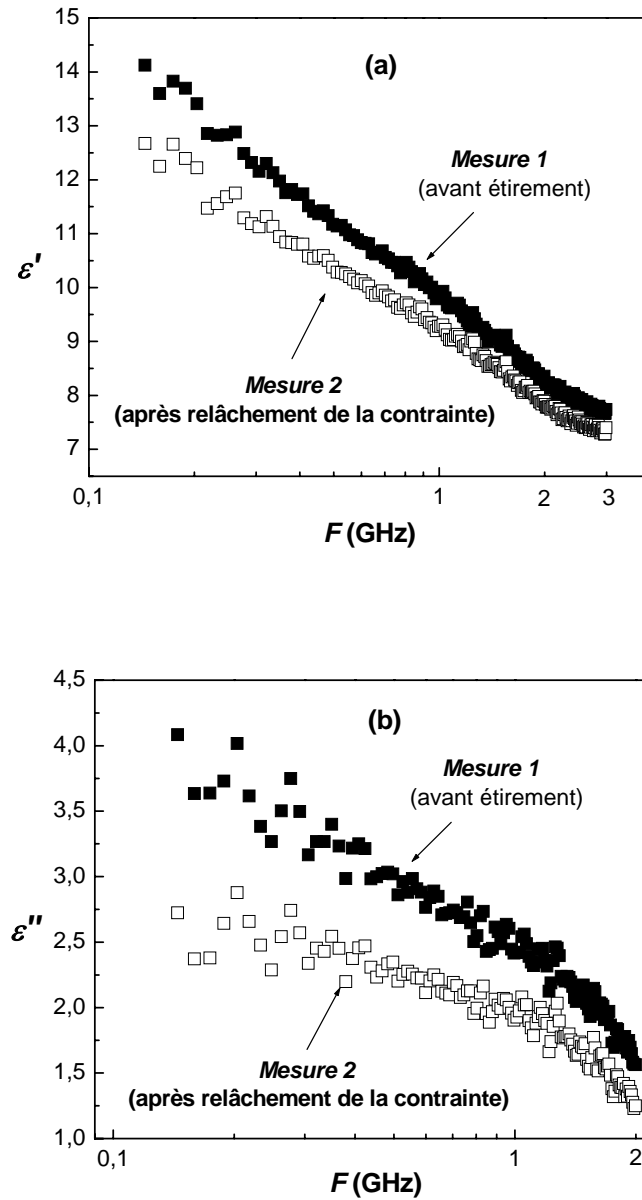 15
14
13
12
11
10
9
8
7
ε'
(a)
Mesure 1
(avant étirement)
Mesure 2
(après relâchement de la contrainte)
0,1
1
2
3
F (GHz)
4,5
4,0
3,5
3,0
2,5
2,0
1,5
1,0
ε''
(b)
Mesure 1
(avant étirement)
Mesure 2
(après relâchement de la contrainte)
0,1
1
2
F (GHz)